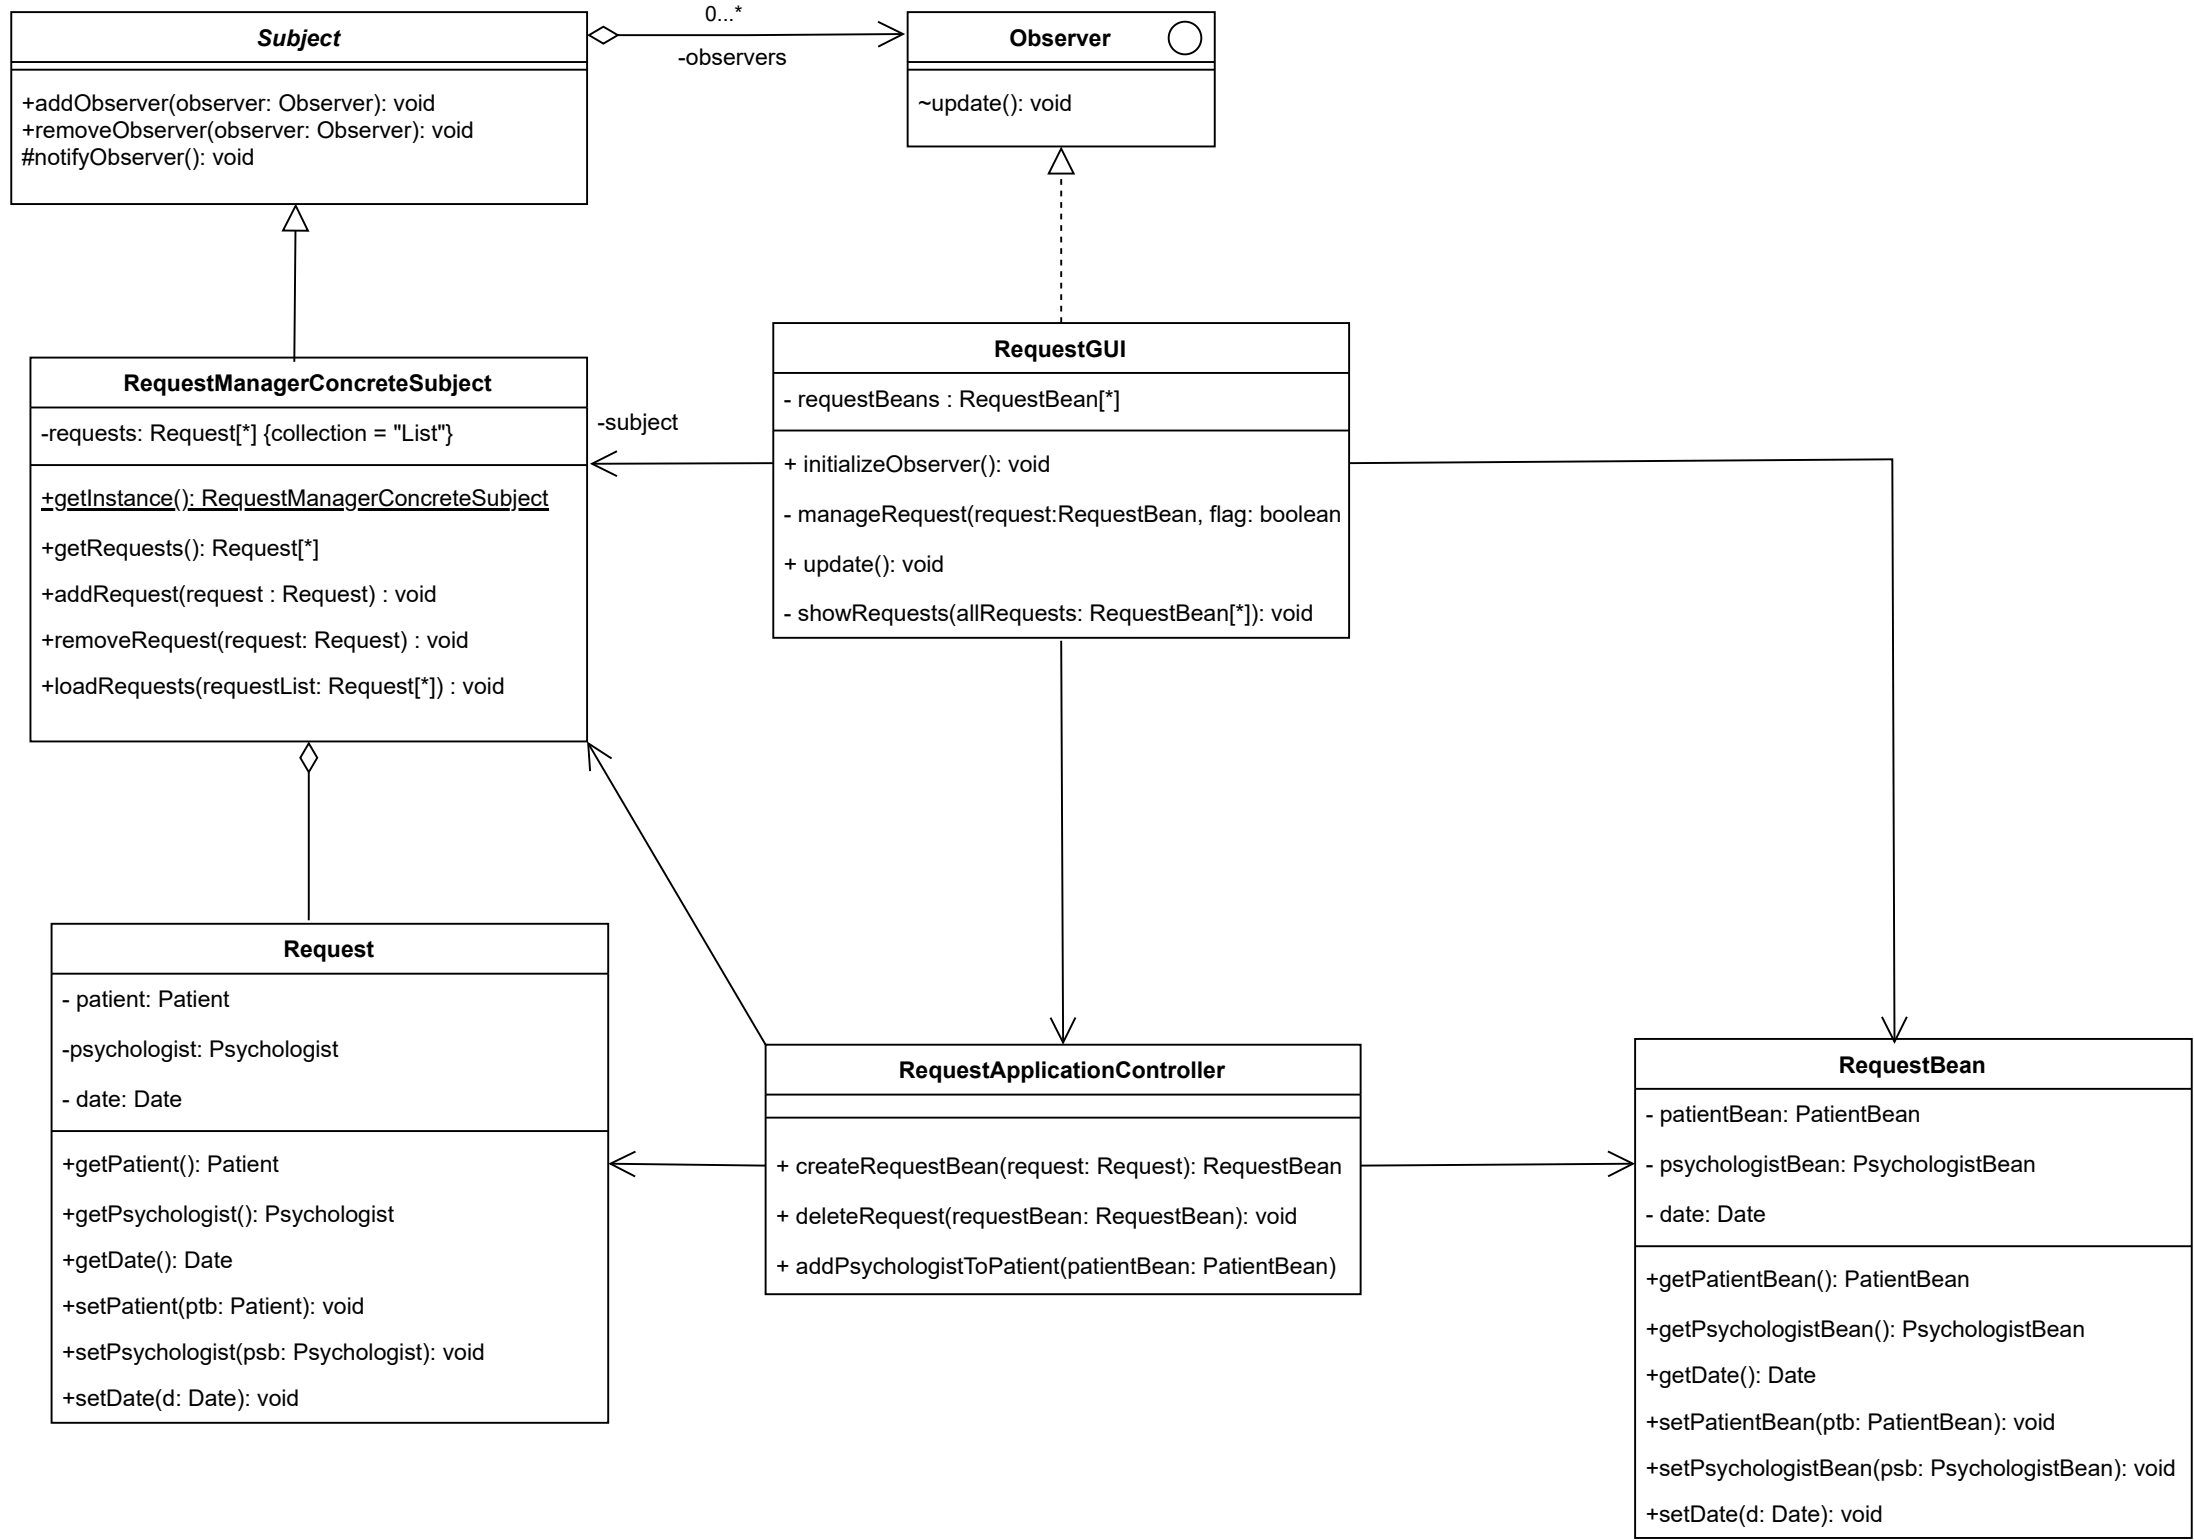 Subject
+addObserver(observer: Observer): void
+removeObserver(observer: Observer): void
#notifyObserver(): void
0...*
-observers
Observer
~update(): void
RequestManagerConcreteSubject
-requests: Request[*] {collection = "List"}
+getInstance(): RequestManagerConcreteSubject
+getRequests(): Request[*]
+addRequest(request : Request) : void
+removeRequest(request: Request) : void
+loadRequests(requestList: Request[*]) : void
-subject
RequestGUI
- requestBeans : RequestBean[*]
+ initializeObserver(): void
- manageRequest(request:RequestBean, flag: boolean
+ update(): void
- showRequests(allRequests: RequestBean[*]): void
Request
- patient: Patient
-psychologist: Psychologist
- date: Date
+getPatient(): Patient
+getPsychologist(): Psychologist
+getDate(): Date
+setPatient(ptb: Patient): void
+setPsychologist(psb: Psychologist): void
+setDate(d: Date): void
RequestApplicationController
+ createRequestBean(request: Request): RequestBean
+ deleteRequest(requestBean: RequestBean): void
+ addPsychologistToPatient(patientBean: PatientBean)
RequestBean
- patientBean: PatientBean
- psychologistBean: PsychologistBean
- date: Date
+getPatientBean(): PatientBean
+getPsychologistBean(): PsychologistBean
+getDate(): Date
+setPatientBean(ptb: PatientBean): void
+setPsychologistBean(psb: PsychologistBean): void
+setDate(d: Date): void